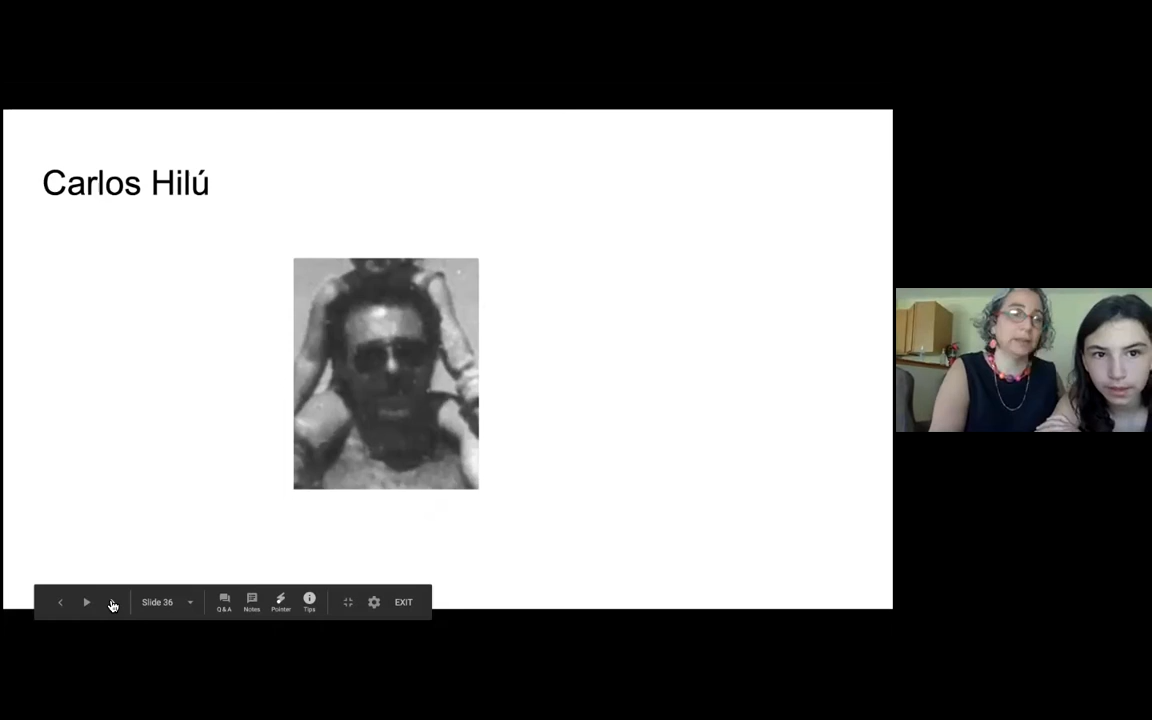 Carlos Hilú
Slide 36
Q&A
Notes
Pointer
Tips
EXIT